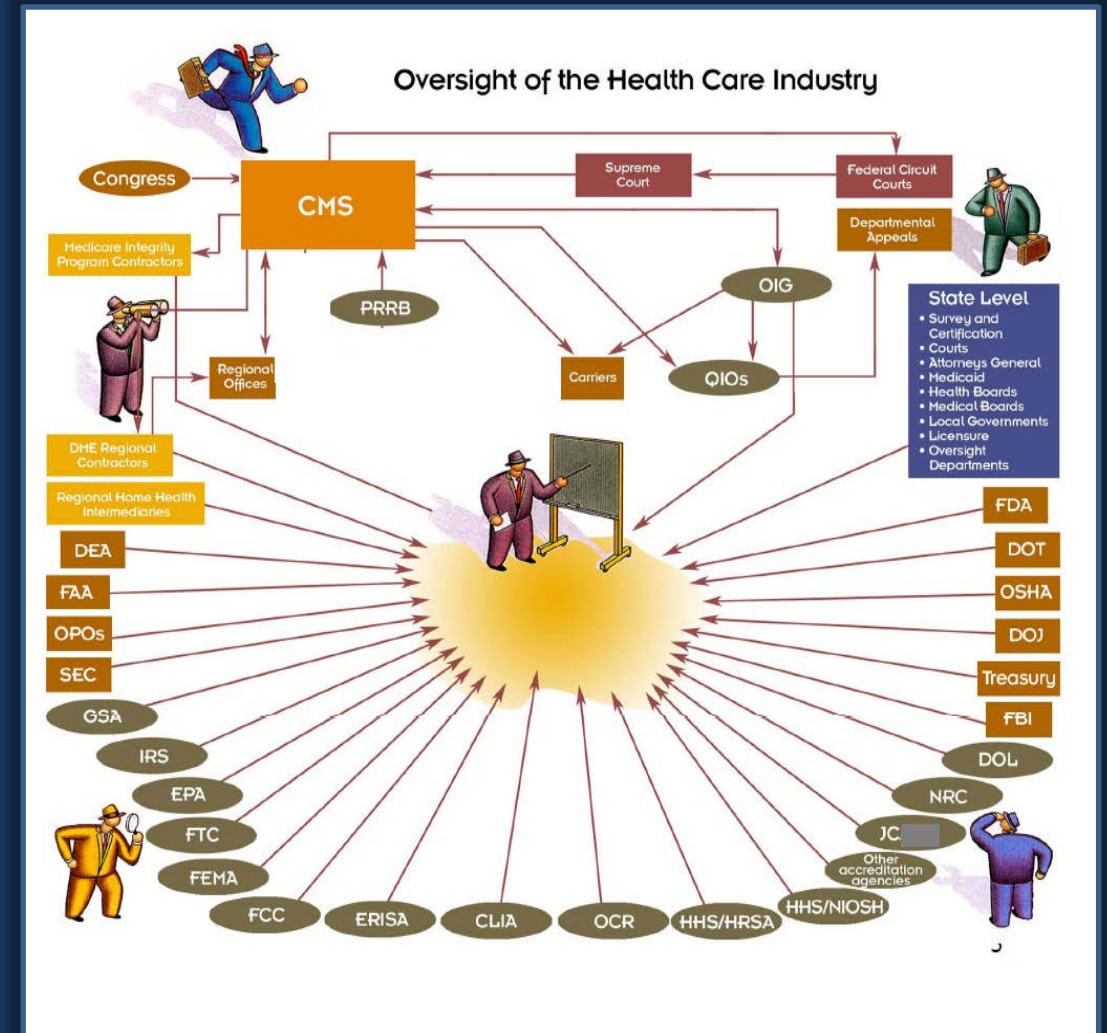 Oversight of the Health Care Industry
Congress
CMS
Supreme
Court
Federal Circuit
Courts
Departmental
Appeals
Medicare Integrity
Program Contractors
PRRB
OIG
State Level
• Survey and
Certification
• Courts
• Attorneys General
• Medicaid
• Health Boards
• Medical Boards
• Local Governments
• Licensure
• Oversight
Departments
Regional
Offices
Carriers
QIOs
DME Regional
Contractors
Regional Home Health
Intermediaries
DEA
FAA
OPOs
SEC
GSA
IRS
EPA
FTC
FEMA
FCC
ERISA
CLIA
OCR
HHS/HRSA
HHS/NIOSH
Other
accreditation
agencies
NRC
DOL
FBI
Treasury
DOJ
OSHA
DOT
FDA